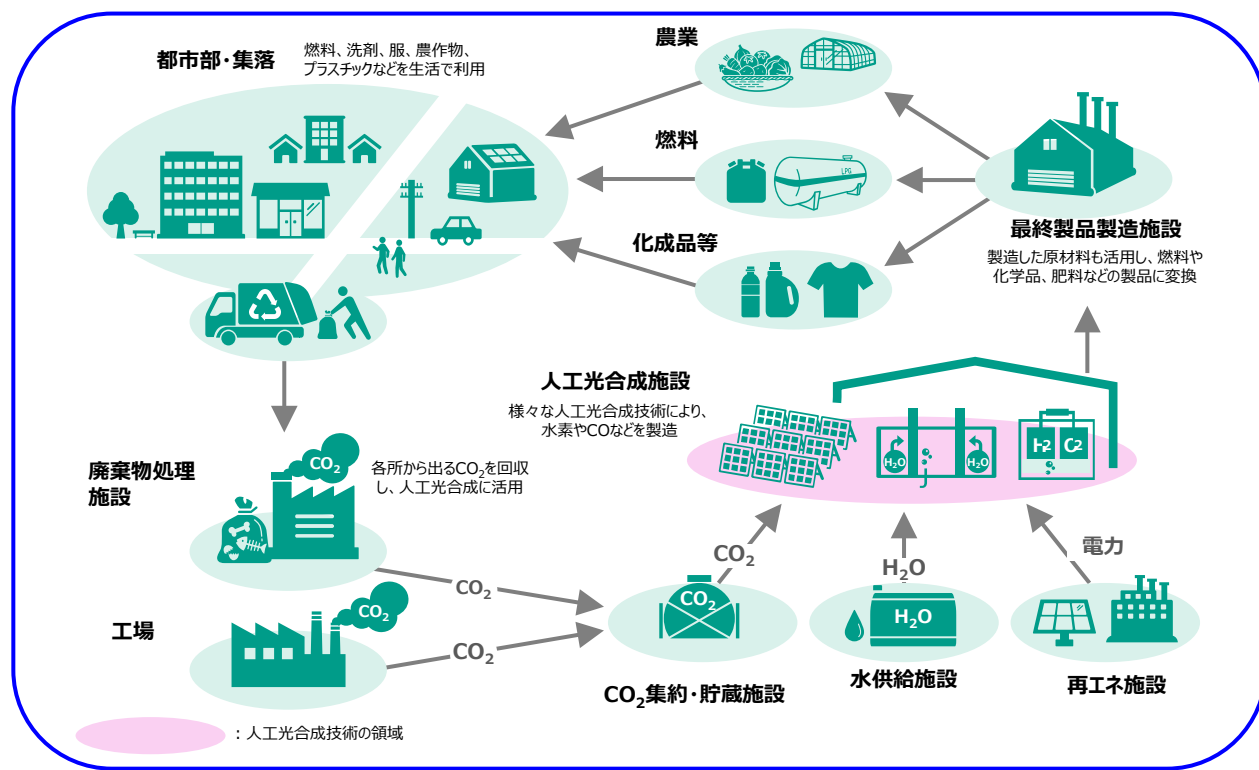 都市部・集落
燃料、洗剤、服、農作物、
プラスチックなどを生活で利用
農業
燃料
LPG
化成品等
最終製品製造施設
製造した原材料も活用し、燃料や
化学品、肥料などの製品に変換
人工光合成施設
様々な人工光合成技術により、
水素やCOなどを製造
H₂O
H₂O
H2
C2
廃棄物処理
施設
CO₂
各所から出るCO₂を回収
し、人工光合成に活用
CO₂
工場
CO₂
CO₂
CO₂
CO₂
CO₂集約・貯蔵施設
H₂O
H₂O
水供給施設
電力
再エネ施設
：人工光合成技術の領域